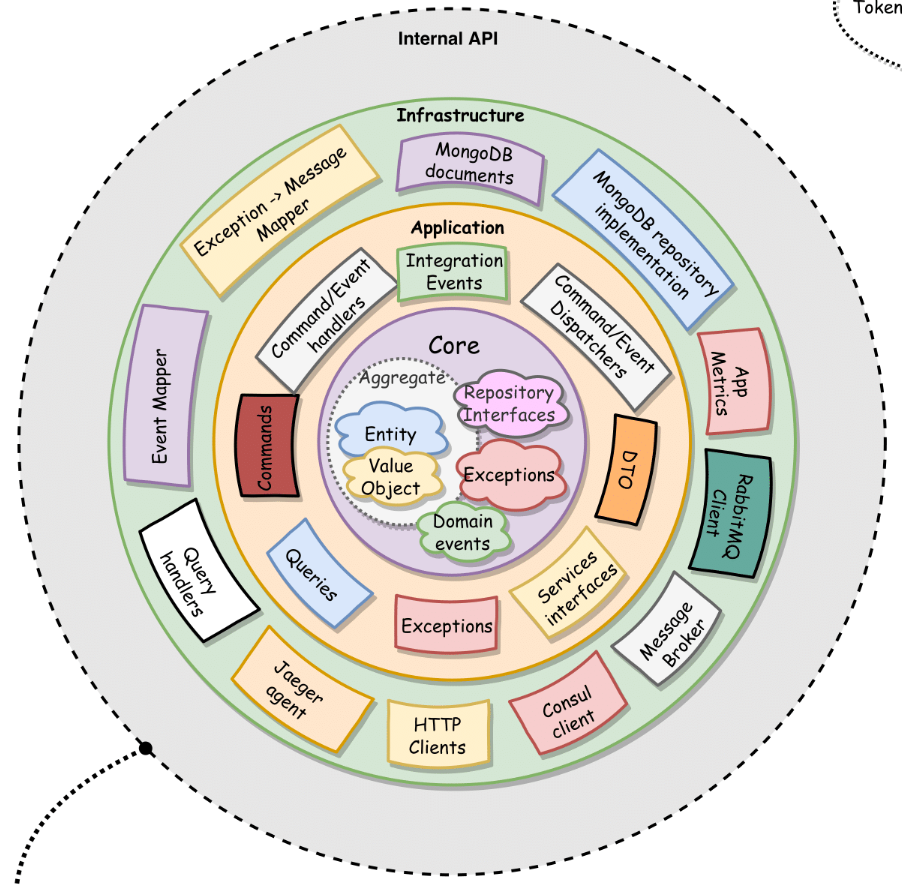 Token
Internal API
Infrastructure
MongoDB
documents
Exception -> Message
Mapper
MongoDB repository
implementation
Application
Integration
Events
Command/Event
handlers
Command/Event
Dispatchers
App
Metrics
Event Mapper
Core
Aggregate
Repository
Interfaces
Entity
Value
Object
Exceptions
Domain
events
Commands
DTO
RabbitMQ
Client
Query
handlers
Queries
Services
interfaces
Exceptions
Message
Broker
Jaeger
agent
HTTP
Clients
Consul
client